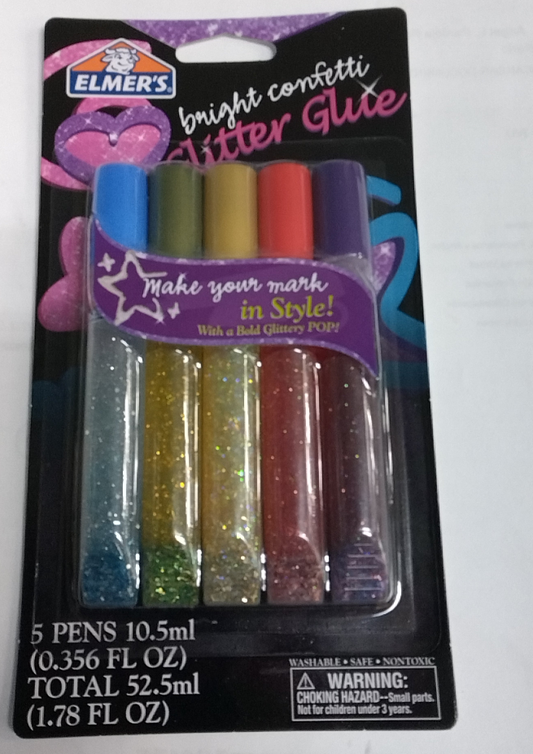 ELMER'S
bright confetti
Glitter Glue
Make your mark
in Style!
With a Bold Glittery POP!
5 PENS 10.5ml
(0.356 FL OZ)
TOTAL 52.5ml
(1.78 FL OZ)
WASHABLE • SAFE • NONTOXIC
WARNING:
CHOKING HAZARD--Small parts.
Not for children under 3 years.